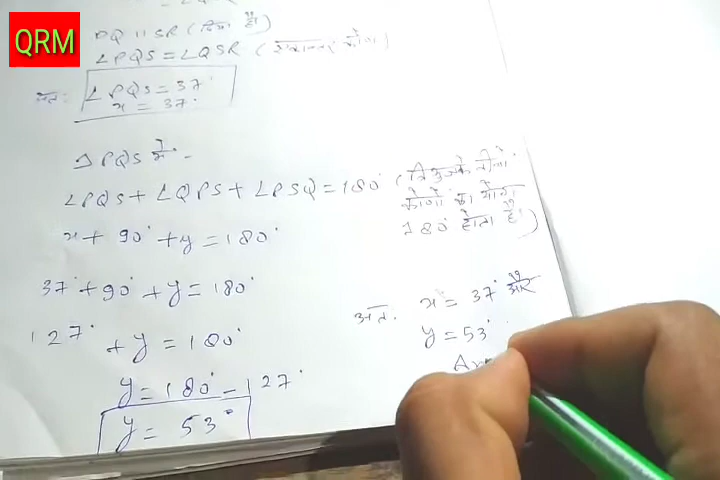 QRM
PQ || SR (दिया है)
∠PQS = ∠QSR (एकान्तर कोण)
अतः ∠PQS = 37°
x = 37°
△PQS में -
∠PQS + ∠QPS + ∠PSQ = 180° (त्रिभुज के तीनों
कोणों का योग
180° होता है)
x + 90° + y = 180°
37° + 90° + y = 180°
127° + y = 180°
y = 180° - 127°
y = 53°
अतः x = 37° और
y = 53°